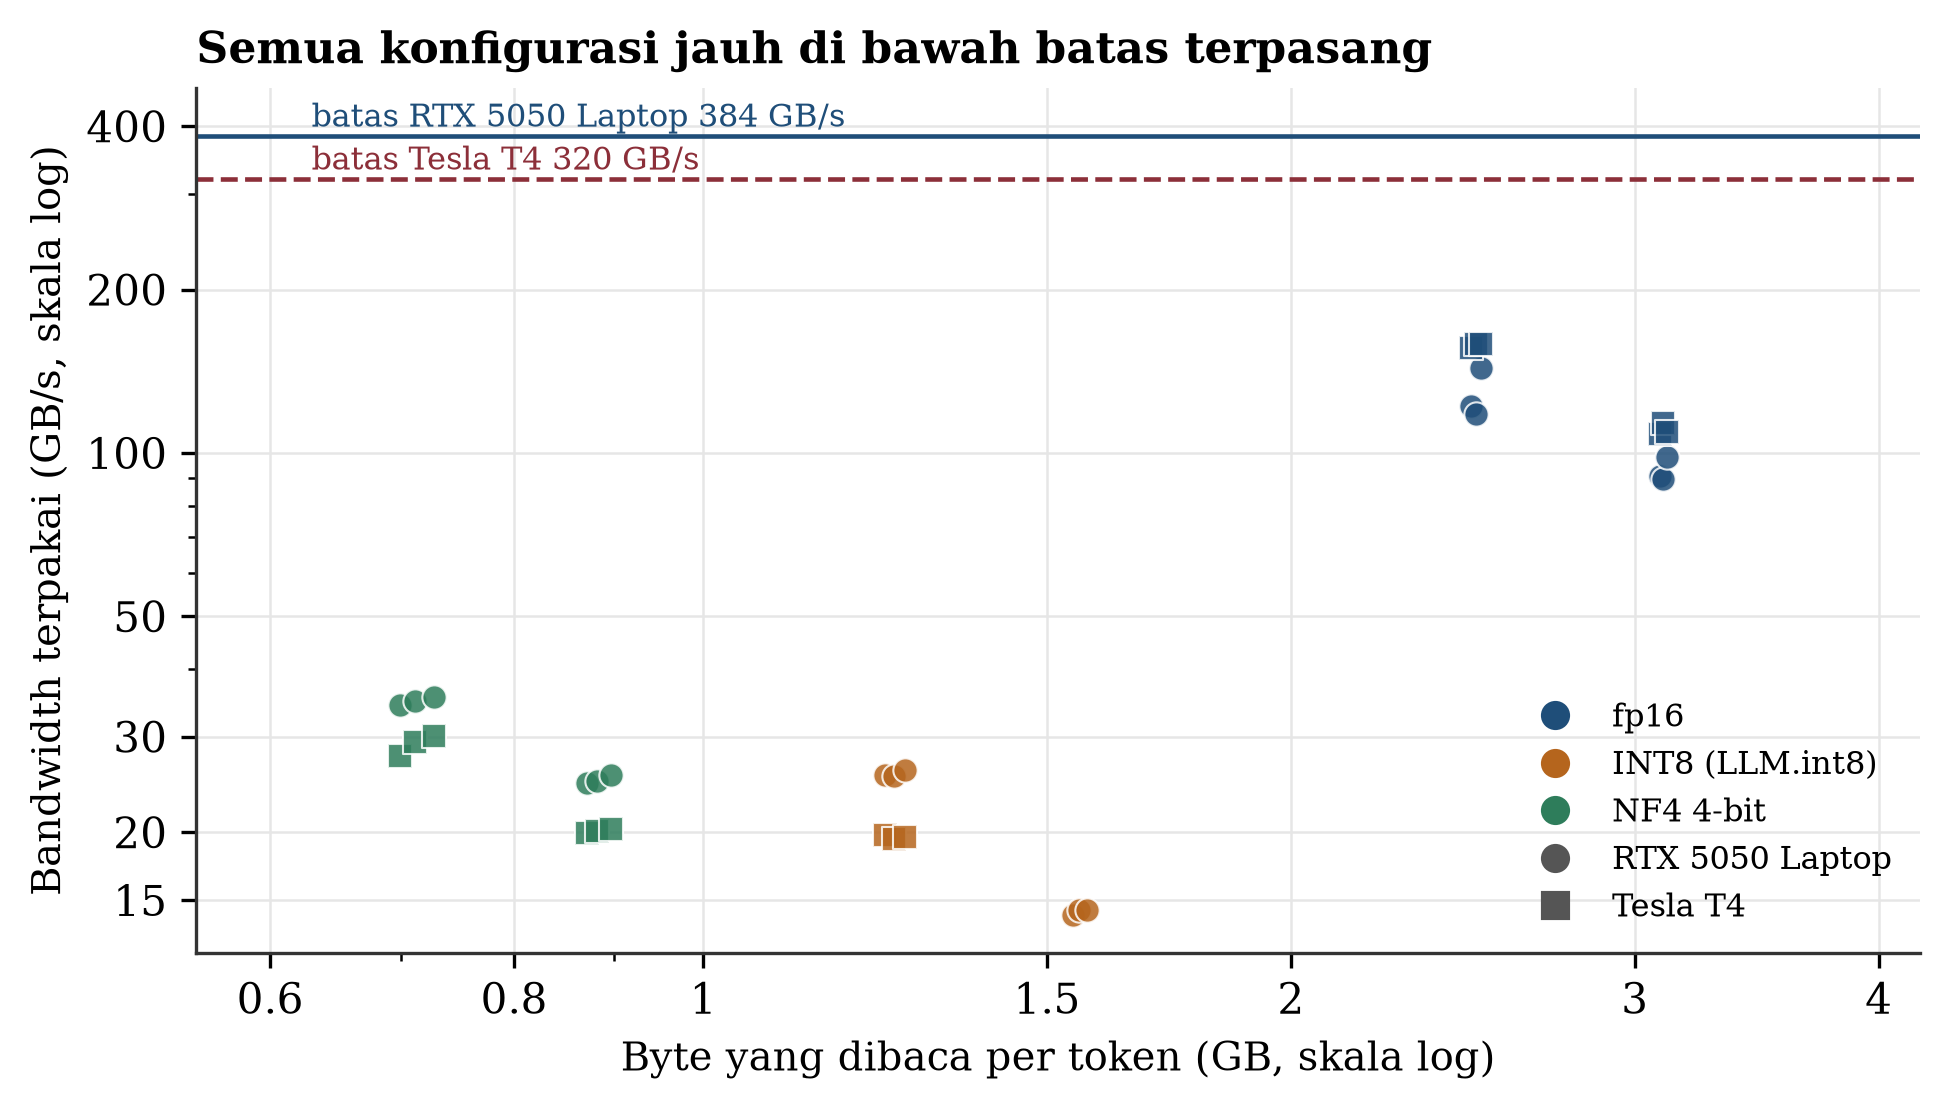 Semua konfigurasi jauh di bawah batas terpasang
batas RTX 5050 Laptop 384 GB/s
batas Tesla T4 320 GB/s
Bandwidth terpakai (GB/s, skala log)
400
200
100
50
30
20
15
fp16
INT8 (LLM.int8)
NF4 4-bit
RTX 5050 Laptop
Tesla T4
0.6 0.8 1 1.5 2 3 4
Byte yang dibaca per token (GB, skala log)